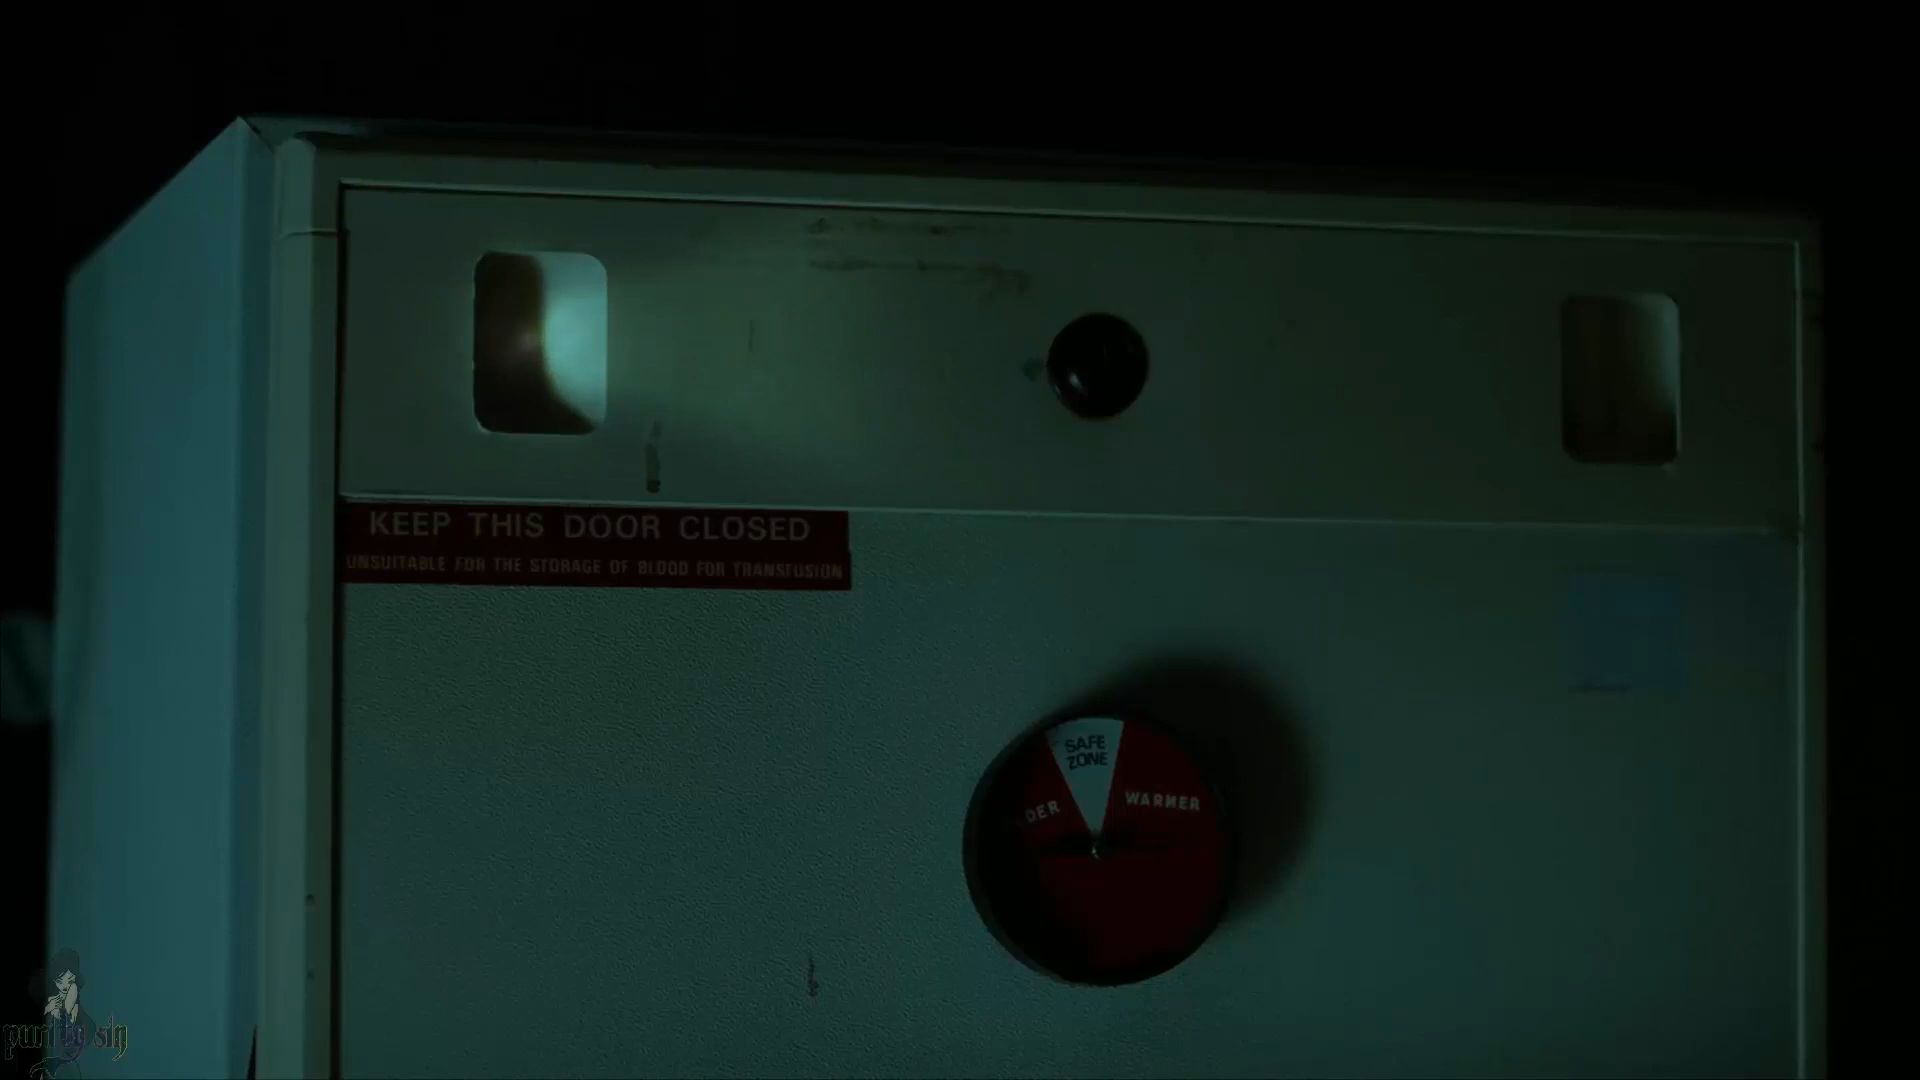 KEEP THIS DOOR CLOSED
UNSUITABLE FOR THE STORAGE OF BLOOD FOR TRANSFUSION
SAFE
ZONE
DER
WARMER